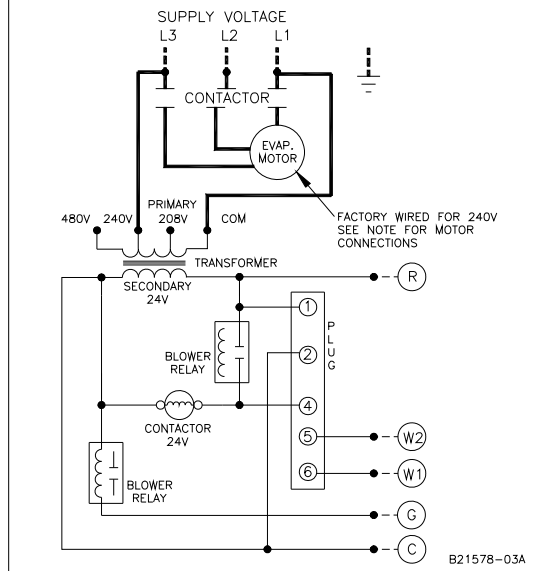 SUPPLY VOLTAGE
L3 L2 L1
CONTACTOR
EVAP.
MOTOR
PRIMARY
480V 240V 208V COM
FACTORY WIRED FOR 240V
SEE NOTE FOR MOTOR
CONNECTIONS
TRANSFORMER
SECONDARY
24V
R
1
PLUG
2
BLOWER
RELAY
4
CONTACTOR
24V
5
W2
6
W1
BLOWER
RELAY
G
C
B21578-03A